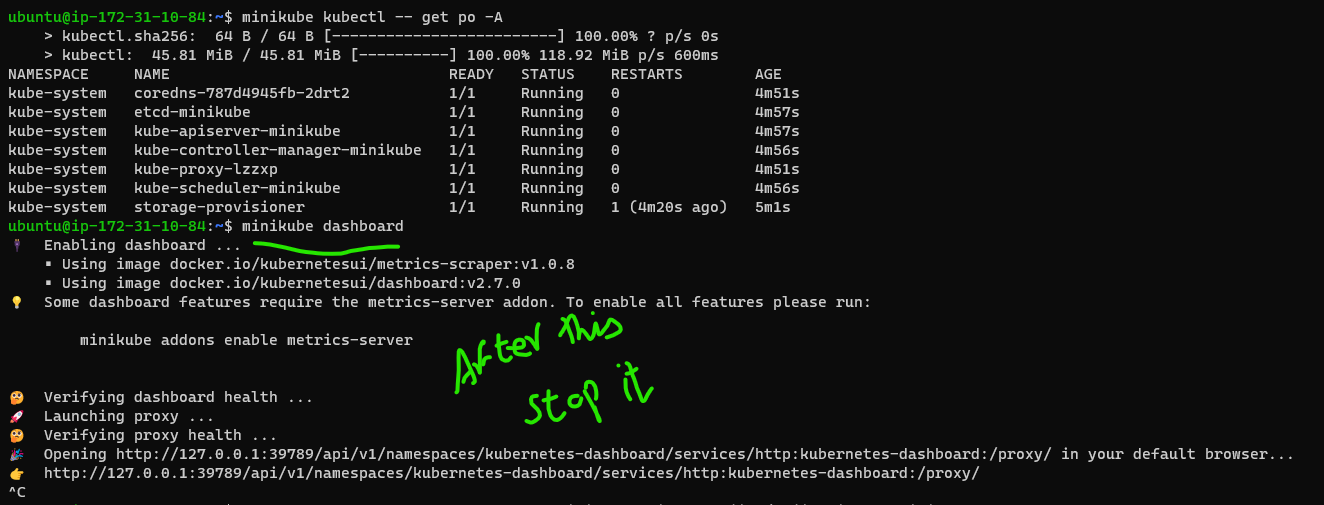 ubuntu@ip-172-31-10-84:~$ minikube kubectl -- get po -A
    > kubectl.sha256:  64 B / 64 B [-------------------------] 100.00% ? p/s 0s
    > kubectl:  45.81 MiB / 45.81 MiB [----------] 100.00% 118.92 MiB p/s 600ms
NAMESPACE     NAME                               READY   STATUS    RESTARTS        AGE
kube-system   coredns-787d4945fb-2drt2           1/1     Running   0               4m51s
kube-system   etcd-minikube                      1/1     Running   0               4m57s
kube-system   kube-apiserver-minikube            1/1     Running   0               4m57s
kube-system   kube-controller-manager-minikube   1/1     Running   0               4m56s
kube-system   kube-proxy-lzzxp                   1/1     Running   0               4m51s
kube-system   kube-scheduler-minikube            1/1     Running   0               4m56s
kube-system   storage-provisioner                1/1     Running   1 (4m20s ago)   5m1s
ubuntu@ip-172-31-10-84:~$ minikube dashboard
Enabling dashboard ...
    ▪ Using image docker.io/kubernetesui/metrics-scraper:v1.0.8
    ▪ Using image docker.io/kubernetesui/dashboard:v2.7.0
Some dashboard features require the metrics-server addon. To enable all features please run:
minikube addons enable metrics-server
After this
stop it
Verifying dashboard health ...
Launching proxy ...
Verifying proxy health ...
Opening http://127.0.0.1:39789/api/v1/namespaces/kubernetes-dashboard/services/http:kubernetes-dashboard:/proxy/ in your default browser...
http://127.0.0.1:39789/api/v1/namespaces/kubernetes-dashboard/services/http:kubernetes-dashboard:/proxy/
^C